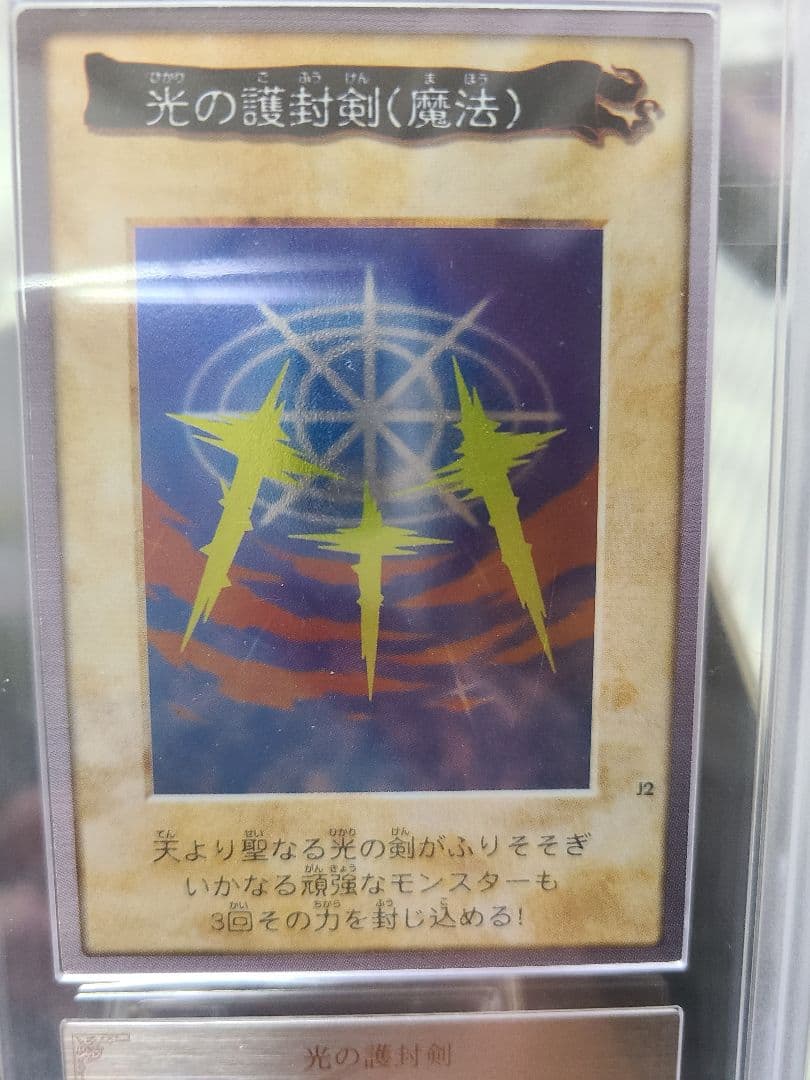 光の護封剣(魔法)
J2
天より聖なる光の剣がふりそそぎ
いかなる頑強なモンスターも
3回その力を封じ込める!
光の護封剣